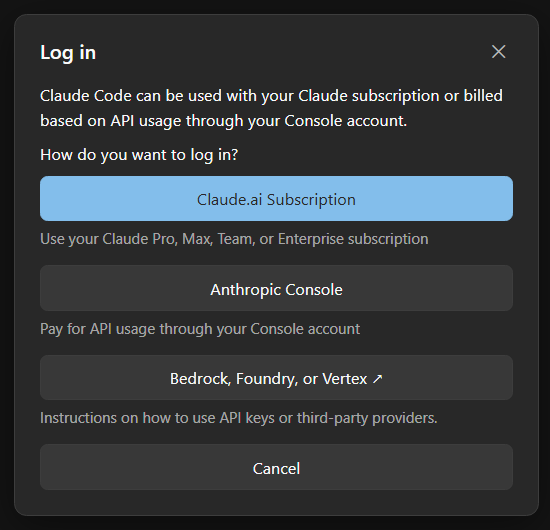 Log in
Claude Code can be used with your Claude subscription or billed
based on API usage through your Console account.
How do you want to log in?
Claude.ai Subscription
Use your Claude Pro, Max, Team, or Enterprise subscription
Anthropic Console
Pay for API usage through your Console account
Bedrock, Foundry, or Vertex ↗
Instructions on how to use API keys or third-party providers.
Cancel